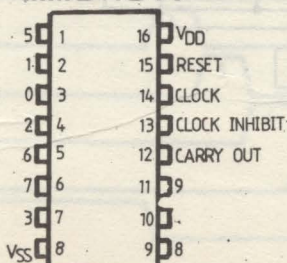 5 1 16 VDD
1 2 15 RESET
0 3 14 CLOCK
2 4 13 CLOCK INHIBIT
6 5 12 CARRY OUT
7 6 11 9
3 7 10
VSS 8 9 8